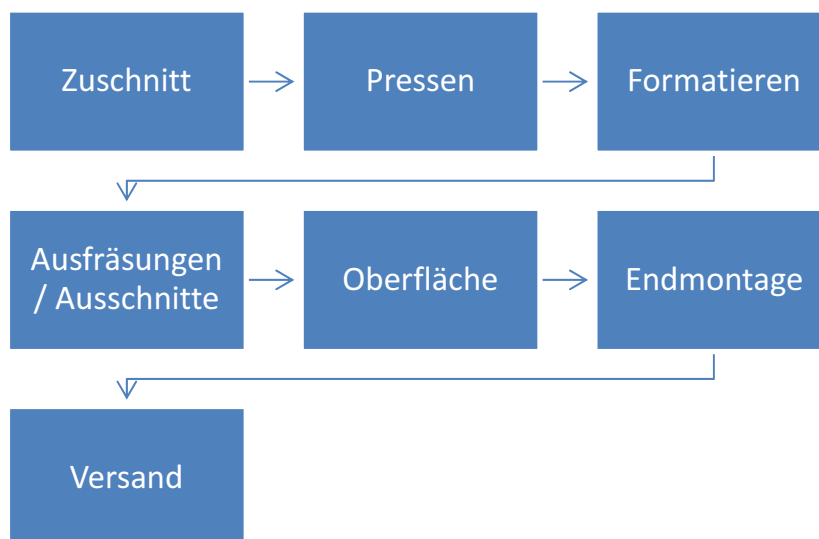 Zuschnitt
Pressen
Formatieren
Ausfräsungen
/ Ausschnitte
Oberfläche
Endmontage
Versand